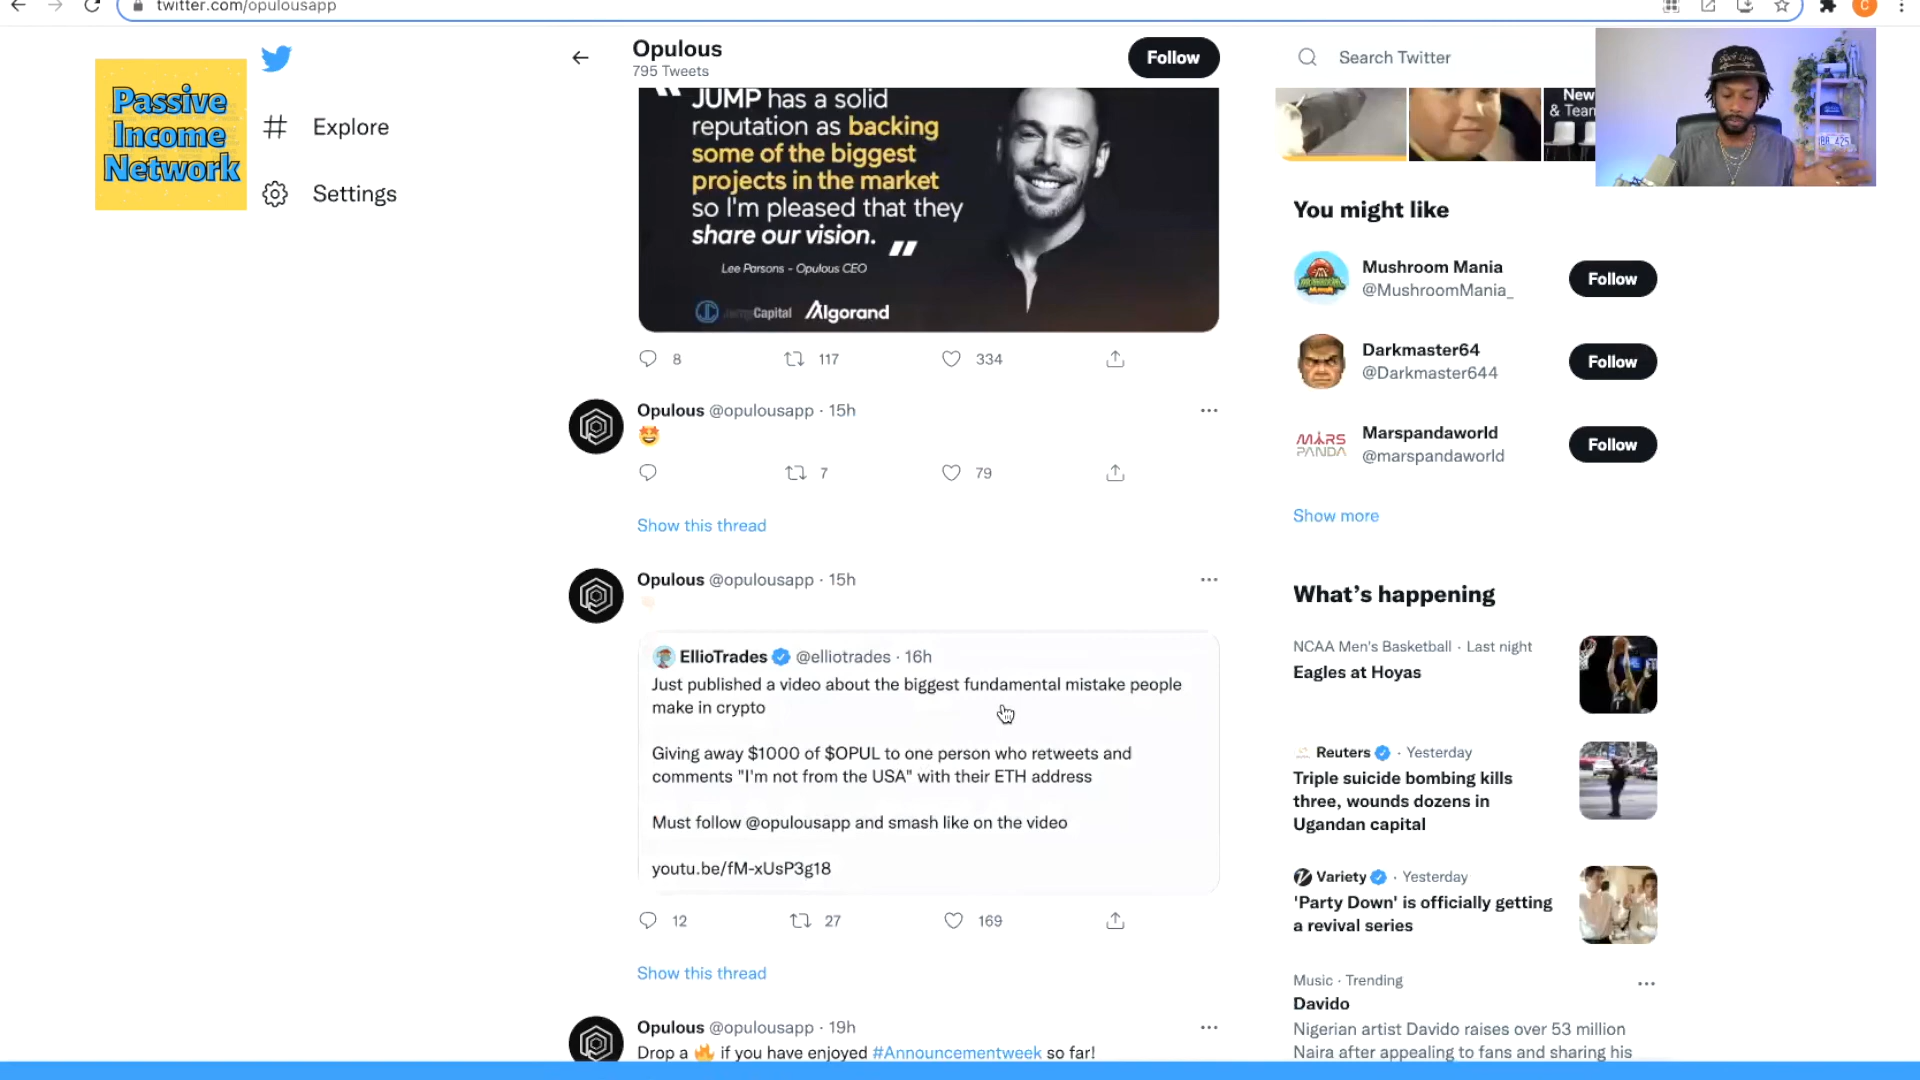 twitter.com/opulousapp
Passive
Income
Network
Explore
Settings
Opulous
795 Tweets
Follow
JUMP has a solid
reputation as backing
some of the biggest
projects in the market
so I'm pleased that they
share our vision.
Lee Parsons - Opulous CEO
Capital Algorand
8 117 334
Opulous @opulousapp · 15h
7 79
Show this thread
Opulous @opulousapp · 15h
EllioTrades @elliotrades · 16h
Just published a video about the biggest fundamental mistake people
make in crypto
Giving away $1000 of $OPUL to one person who retweets and
comments "I'm not from the USA" with their ETH address
Must follow @opulousapp and smash like on the video
youtu.be/fM-xUsP3g18
12 27 169
Show this thread
Opulous @opulousapp · 19h
Drop a 🔥 if you have enjoyed #Announcementweek so far!
Search Twitter
C
New
& Team
You might like
Mushroom Mania
@MushroomMania_
Follow
Darkmaster64
@Darkmaster644
Follow
MARS
PANDA
Marspandaworld
@marspandaworld
Follow
Show more
What's happening
NCAA Men's Basketball · Last night
Eagles at Hoyas
Reuters · Yesterday
Triple suicide bombing kills
three, wounds dozens in
Ugandan capital
Variety · Yesterday
'Party Down' is officially getting
a revival series
Music · Trending
Davido
Nigerian artist Davido raises over 53 million
Naira after appealing to fans and sharing his